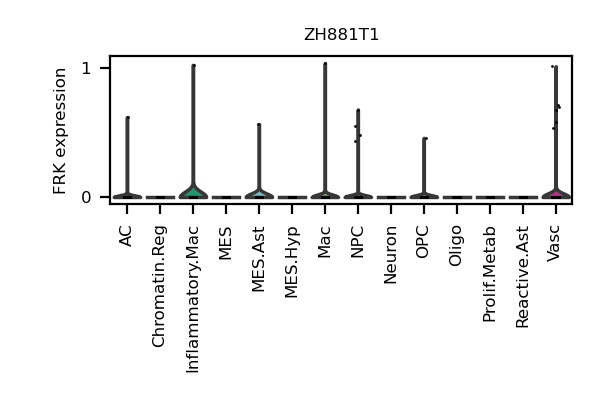 ZH881T1
FRK expression
1
0
AC
Chromatin.Reg
Inflammatory.Mac
MES
MES.Ast
MES.Hyp
Mac
NPC
Neuron
OPC
Oligo
Prolif.Metab
Reactive.Ast
Vasc